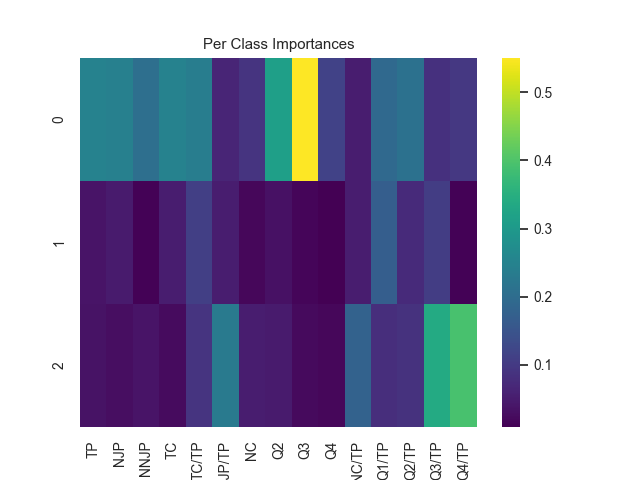 Per Class Importances
0
1
2
0.5
0.4
0.3
0.2
0.1
TP
NJP
NNJP
TC
TC/TP
JP/TP
NC
Q2
Q3
Q4
NC/TP
Q1/TP
Q2/TP
Q3/TP
Q4/TP